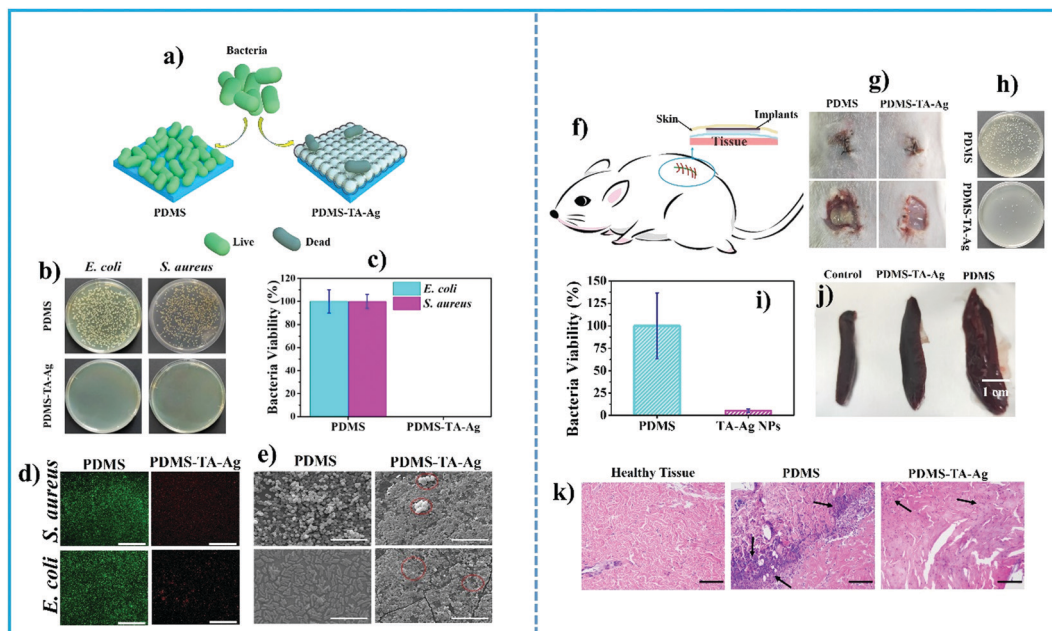 a)
Bacteria
PDMS
PDMS-TA-Ag
Live
Dead
b)
E. coli
S. aureus
PDMS
PDMS-TA-Ag
c)
Bacteria Viability (%)
120
100
80
60
40
20
0
E. coli
S. aureus
PDMS
PDMS-TA-Ag
d)
PDMS
PDMS-TA-Ag
S. aureus
E. coli
e)
PDMS
PDMS-TA-Ag
f)
Skin
Implants
Tissue
g)
PDMS
PDMS-TA-Ag
h)
PDMS
PDMS-TA-Ag
i)
Bacteria Viability (%)
150
125
100
75
50
25
0
PDMS
TA-Ag NPs
j)
Control
PDMS-TA-Ag
PDMS
1 cm
k)
Healthy Tissue
PDMS
PDMS-TA-Ag